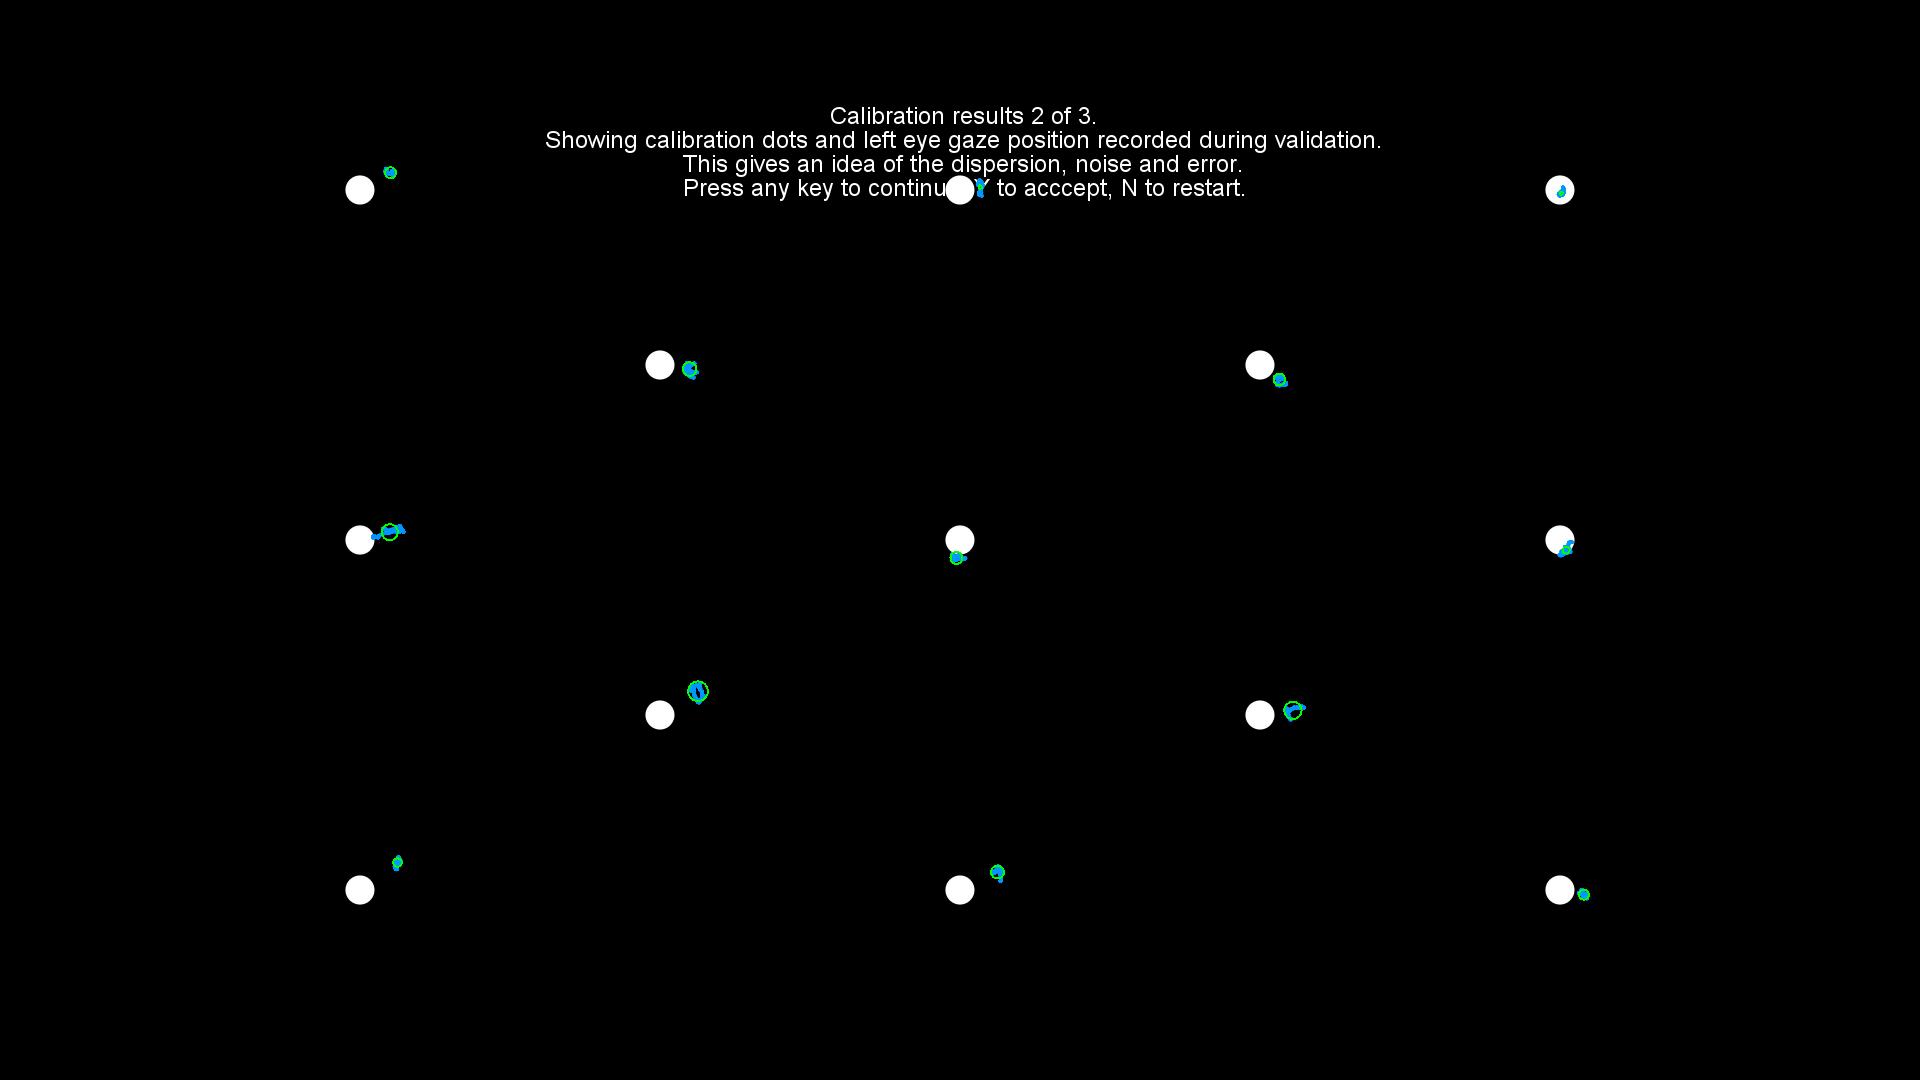 Calibration results 2 of 3.
Showing calibration dots and left eye gaze position recorded during validation.
This gives an idea of the dispersion, noise and error.
Press any key to continu Y to acccept, N to restart.